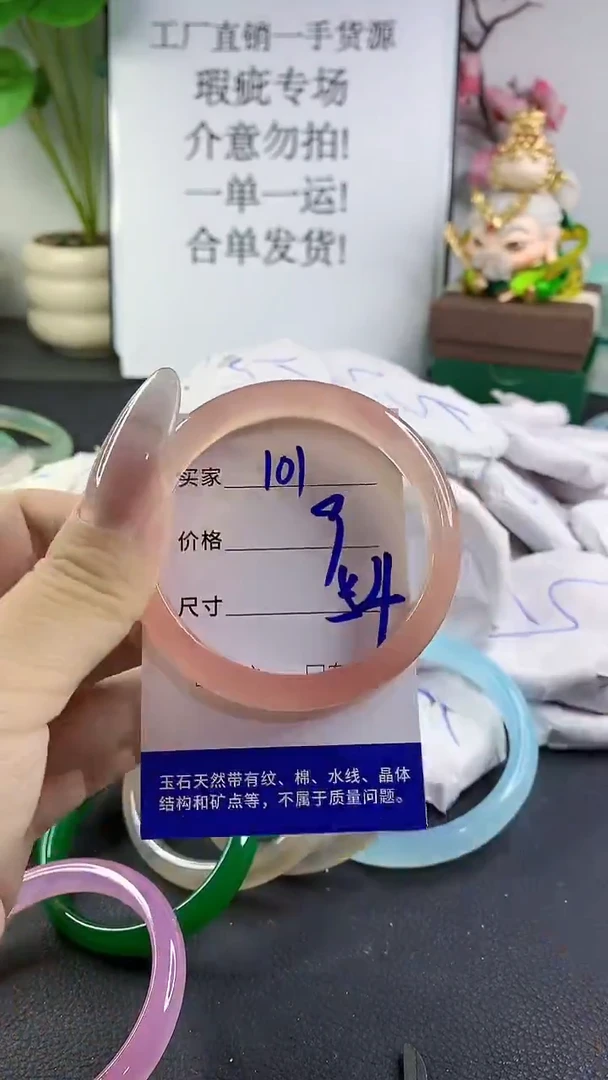 工厂直销一手货源
瑕疵专场
介意勿拍!
一单一运!
合单发货!
买家 101
价格
尺寸
玉石天然带有纹、棉、水线、晶体
结构和矿点等，不属于质量问题。